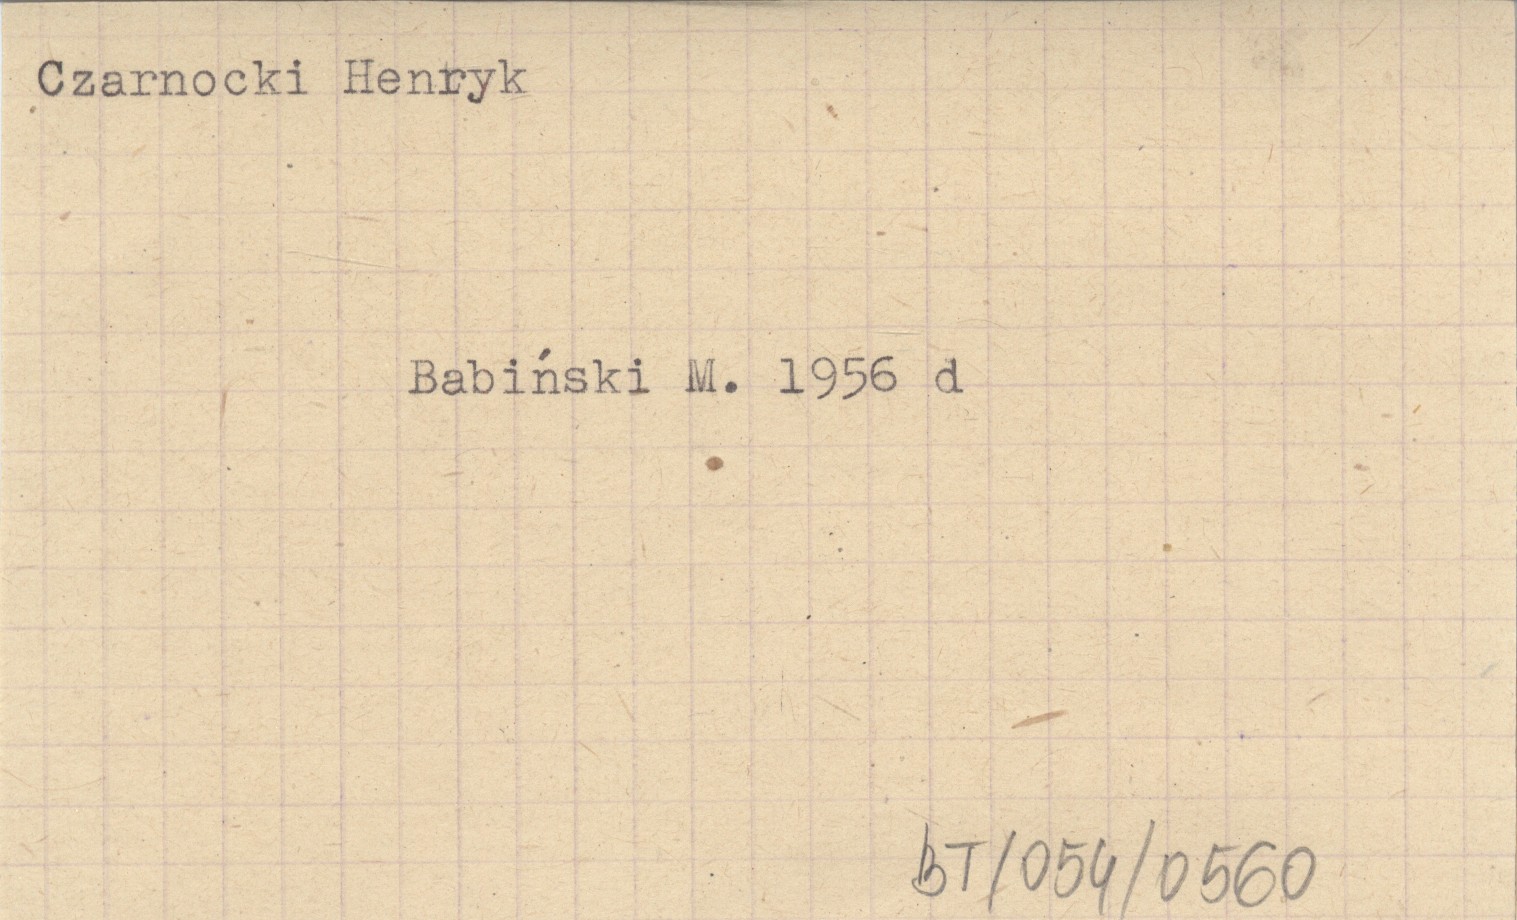 Czarnocki Henryk
Babiński M. 1956 d
BT/054/0560